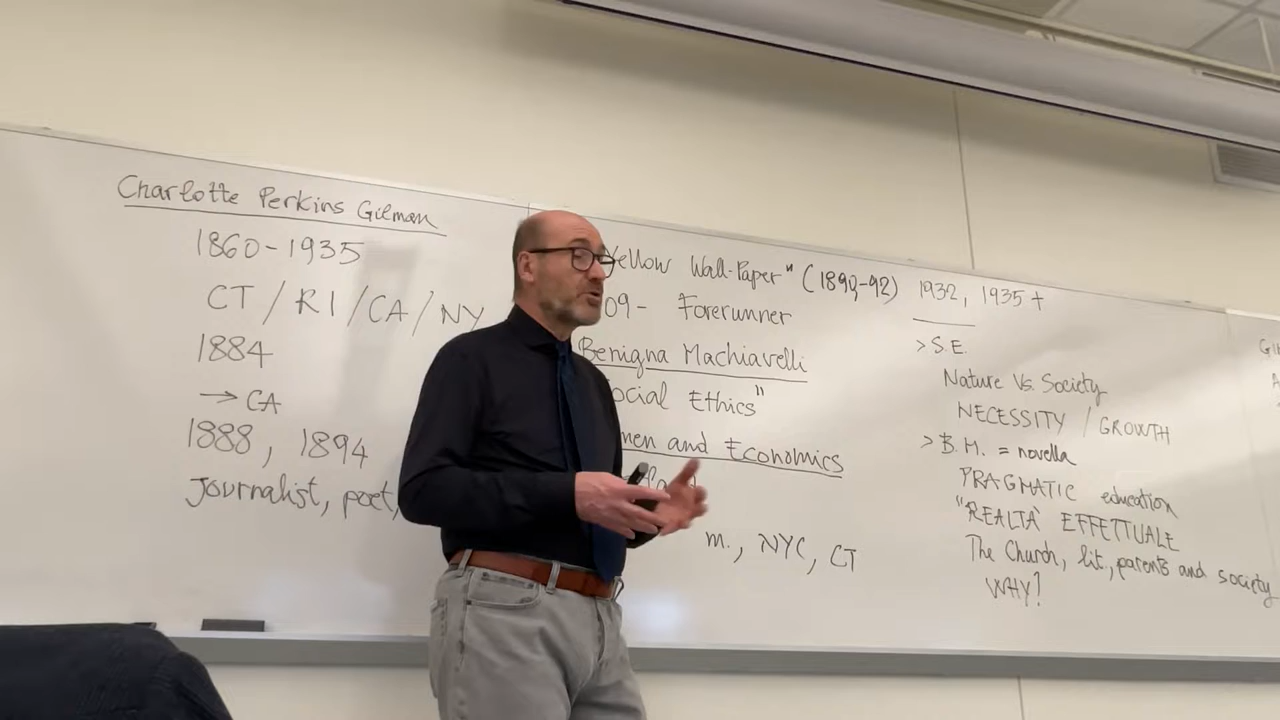 Charlotte Perkins Gilman
1860-1935
CT / RI / CA / NY
1884
→ CA
1888, 1894
Journalist, poet,
Yellow Wall-Paper" (1890-92)
09- Forerunner
Benigna Machiavelli
ocial Ethics"
men and Economics
m., NYC, CT
1932, 1935 +
> S.E.
Nature Vs. Society
NECESSITY / GROWTH
> B.M. = novella
PRAGMATIC education
"REALTÀ EFFETTUALE
The Church, lit., parents and society
WHY?